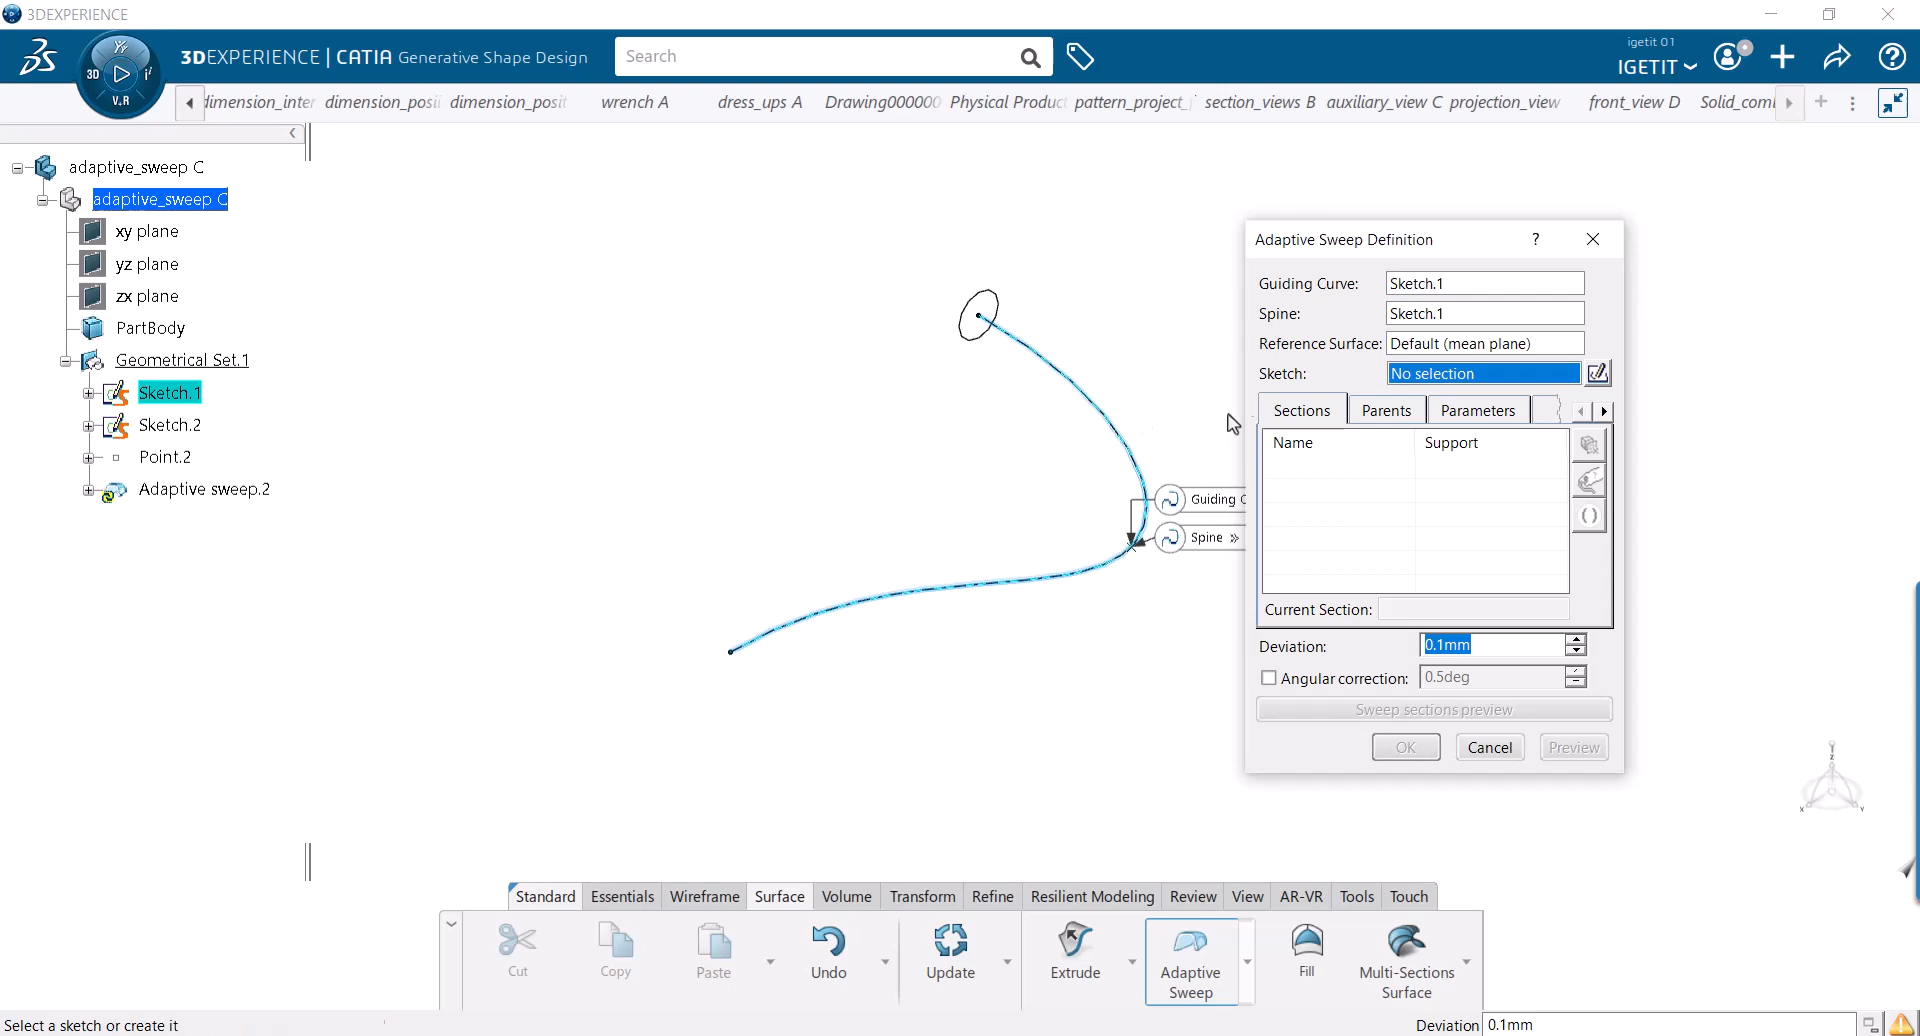 3DEXPERIENCE
3DEXPERIENCE | CATIA Generative Shape Design
Search
igetit 01
IGETIT
3D
V.R
dimension_inter
dimension_posi
dimension_posit
wrench A
dress_ups A
Drawing000000
Physical Produc
pattern_project_
section_views B
auxiliary_view C
projection_view
front_view D
Solid_com
adaptive_sweep C
adaptive_sweep C
xy plane
yz plane
zx plane
PartBody
Geometrical Set.1
Sketch.1
Sketch.2
Point.2
Adaptive sweep.2
Guiding C
Spine »
Adaptive Sweep Definition
?
Guiding Curve: Sketch.1
Spine: Sketch.1
Reference Surface: Default (mean plane)
Sketch: No selection
Sections Parents Parameters
Name Support
Current Section:
Deviation: 0.1mm
Angular correction: 0.5deg
Sweep sections preview
OK Cancel Preview
Z
X Y
Standard Essentials Wireframe Surface Volume Transform Refine Resilient Modeling Review View AR-VR Tools Touch
Cut
Copy
Paste
Undo
Update
Extrude
Adaptive
Sweep
Fill
Multi-Sections
Surface
Select a sketch or create it
Deviation 0.1mm